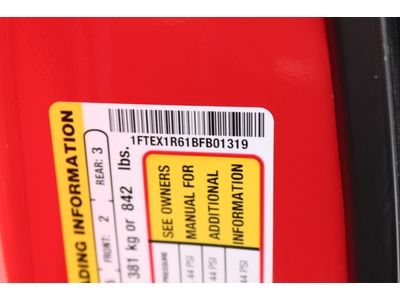 1FTEX1R61BFB01319
ADING INFORMATION
FRONT: 2 REAR: 3
381 kg or 842 lbs.
SEE OWNERS
MANUAL FOR
ADDITIONAL
INFORMATION
PRESSURE
44 PSI
44 PSI
44 PSI